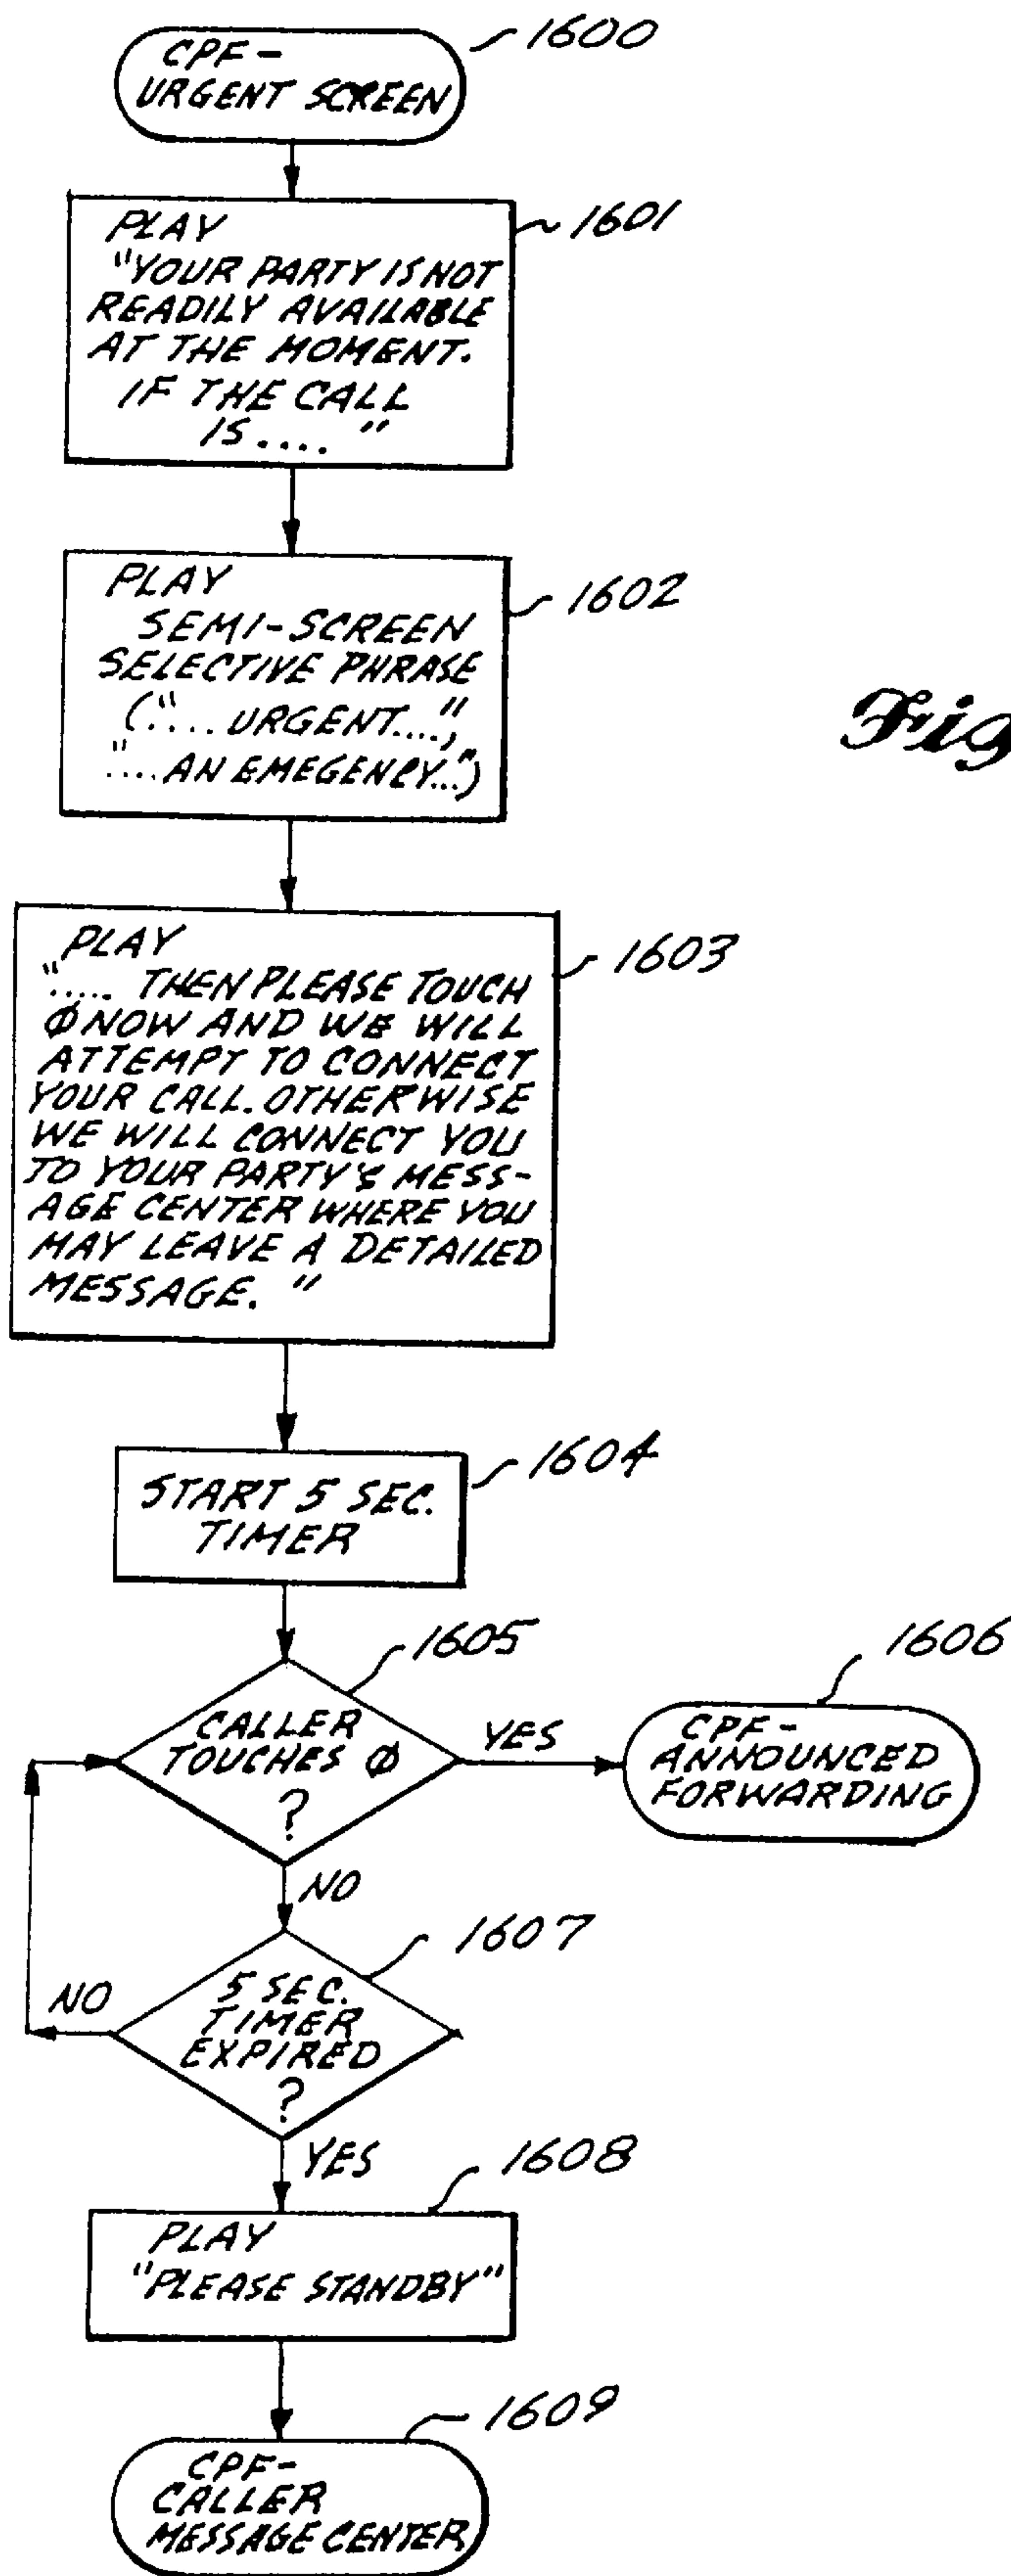 CPF-
URGENT SCREEN
1600
PLAY
"YOUR PARTY IS NOT
READILY AVAILABLE
AT THE MOMENT.
IF THE CALL
IS .... "
1601
PLAY
SEMI-SCREEN
SELECTIVE PHRASE
("... URGENT....",
"....AN EMEGENCY...")
1602
Fig
PLAY
"..... THEN PLEASE TOUCH
Ø NOW AND WE WILL
ATTEMPT TO CONNECT
YOUR CALL. OTHERWISE
WE WILL CONNECT YOU
TO YOUR PARTY'S MESS-
AGE CENTER WHERE YOU
MAY LEAVE A DETAILED
MESSAGE. "
1603
START 5 SEC.
TIMER
1604
CALLER
TOUCHES Ø
?
1605
YES
CPF-
ANNOUNCED
FORWARDING
1606
NO
5 SEC.
TIMER
EXPIRED
?
1607
NO
YES
PLAY
"PLEASE STANDBY"
1608
CPF-
CALLER
MESSAGE CENTER
1609